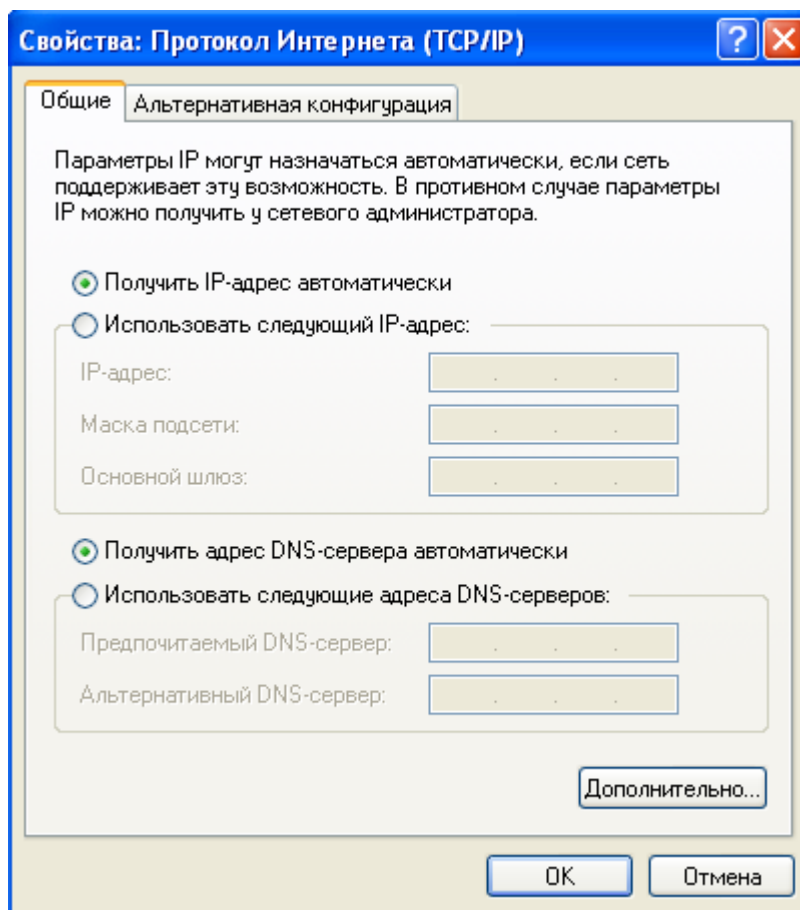 Свойства: Протокол Интернета (TCP/IP)
Общие
Альтернативная конфигурация
Параметры IP могут назначаться автоматически, если сеть
поддерживает эту возможность. В противном случае параметры
IP можно получить у сетевого администратора.
Получить IP-адрес автоматически
Использовать следующий IP-адрес:
IP-адрес:
Маска подсети:
Основной шлюз:
Получить адрес DNS-сервера автоматически
Использовать следующие адреса DNS-серверов:
Предпочитаемый DNS-сервер:
Альтернативный DNS-сервер:
Дополнительно...
OK
Отмена